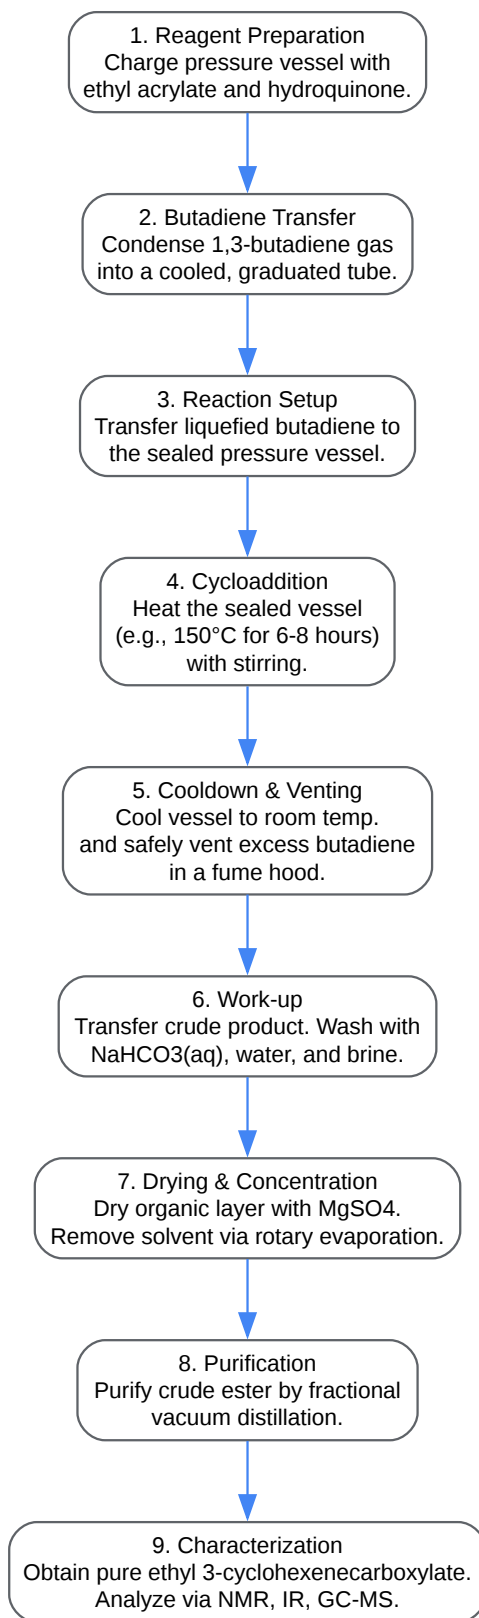 1. Reagent Preparation
Charge pressure vessel with
ethyl acrylate and hydroquinone.
2. Butadiene Transfer
Condense 1,3-butadiene gas
into a cooled, graduated tube.
3. Reaction Setup
Transfer liquefied butadiene to
the sealed pressure vessel.
4. Cycloaddition
Heat the sealed vessel
(e.g., 150°C for 6-8 hours)
with stirring.
5. Cooldown & Venting
Cool vessel to room temp.
and safely vent excess butadiene
in a fume hood.
6. Work-up
Transfer crude product. Wash with
NaHCO3(aq), water, and brine.
7. Drying & Concentration
Dry organic layer with MgSO4.
Remove solvent via rotary evaporation.
8. Purification
Purify crude ester by fractional
vacuum distillation.
9. Characterization
Obtain pure ethyl 3-cyclohexenecarboxylate.
Analyze via NMR, IR, GC-MS.